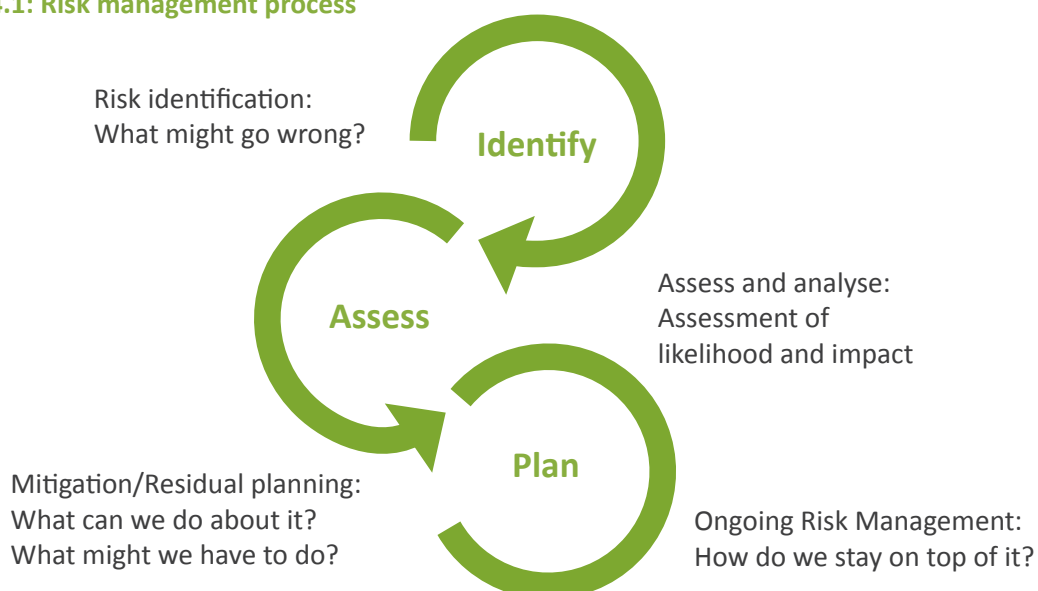 4.1: Risk management process
Risk identification:
What might go wrong?
Identify
Assess and analyse:
Assessment of
likelihood and impact
Assess
Mitigation/Residual planning:
What can we do about it?
What might we have to do?
Plan
Ongoing Risk Management:
How do we stay on top of it?